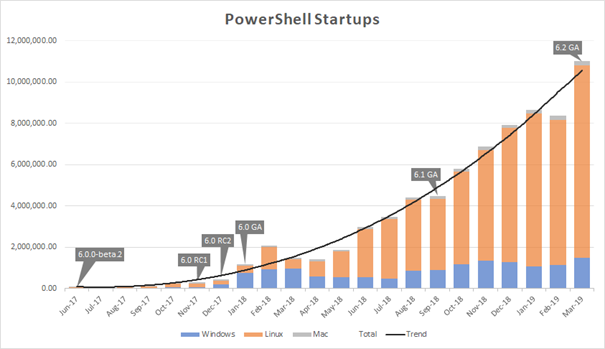 PowerShell Startups
12,000,000.00
10,000,000.00
8,000,000.00
6,000,000.00
4,000,000.00
2,000,000.00
0.00
6.0.0-beta.2
6.0 RC1
6.0 RC2
6.0 GA
6.1 GA
6.2 GA
Jun-17
Jul-17
Aug-17
Sep-17
Oct-17
Nov-17
Dec-17
Jan-18
Feb-18
Mar-18
Apr-18
May-18
Jun-18
Jul-18
Aug-18
Sep-18
Oct-18
Nov-18
Dec-18
Jan-19
Feb-19
Mar-19
Windows
Linux
Mac
Total
Trend